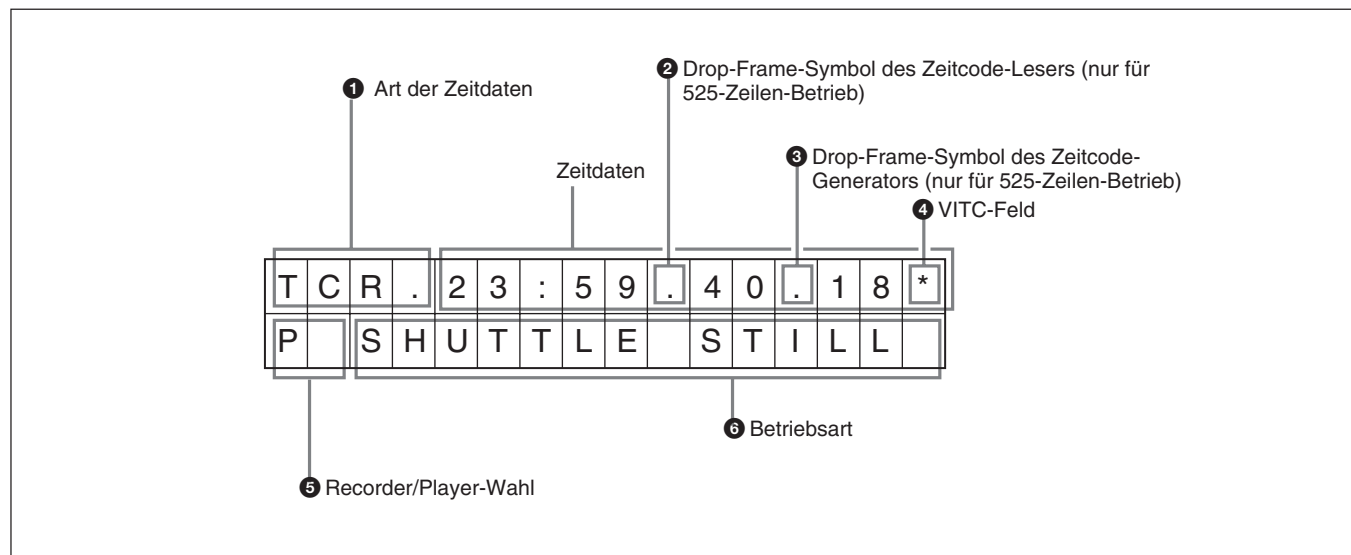 ❷ Drop-Frame-Symbol des Zeitcode-Lesers (nur für
525-Zeilen-Betrieb)
❶ Art der Zeitdaten
❸ Drop-Frame-Symbol des Zeitcode-
Generators (nur für 525-Zeilen-Betrieb)
Zeitdaten
❹ VITC-Feld
TCR.23:59.40.18*
P SHUTTLE STILL
❻ Betriebsart
❺ Recorder/Player-Wahl